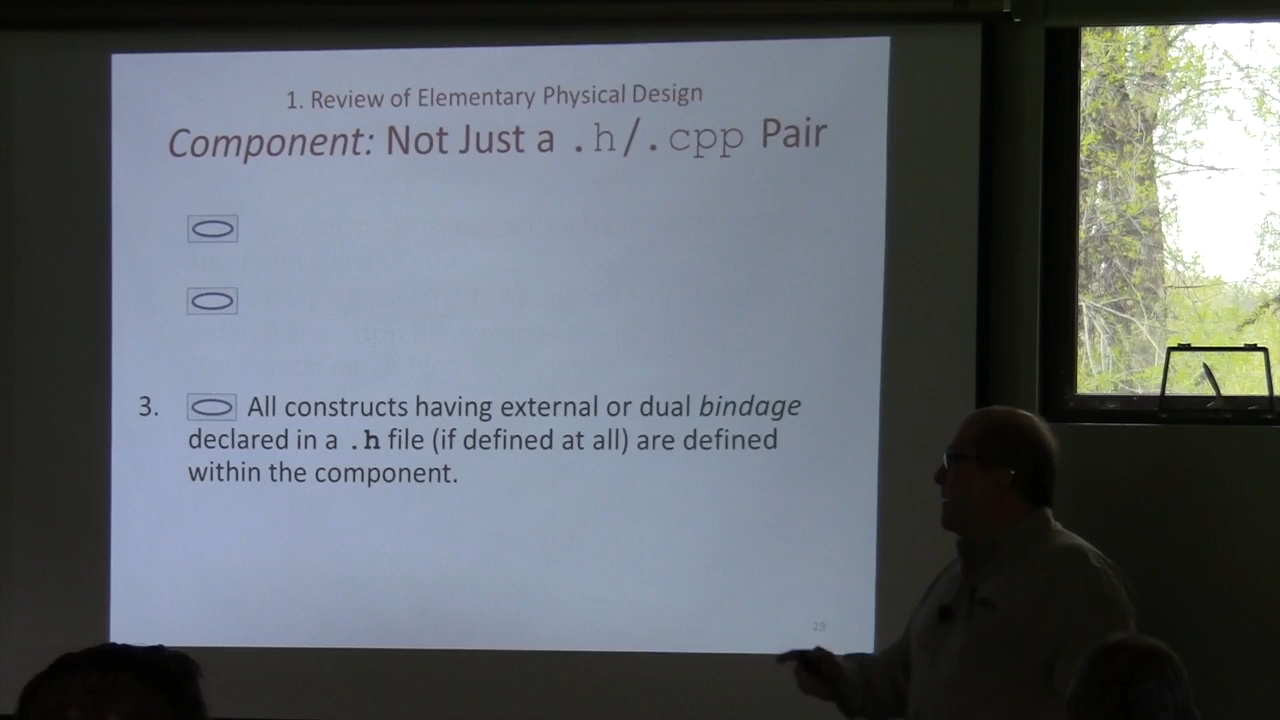 1. Review of Elementary Physical Design
Component: Not Just a .h/.cpp Pair
3. All constructs having external or dual bindage
declared in a .h file (if defined at all) are defined
within the component.
29